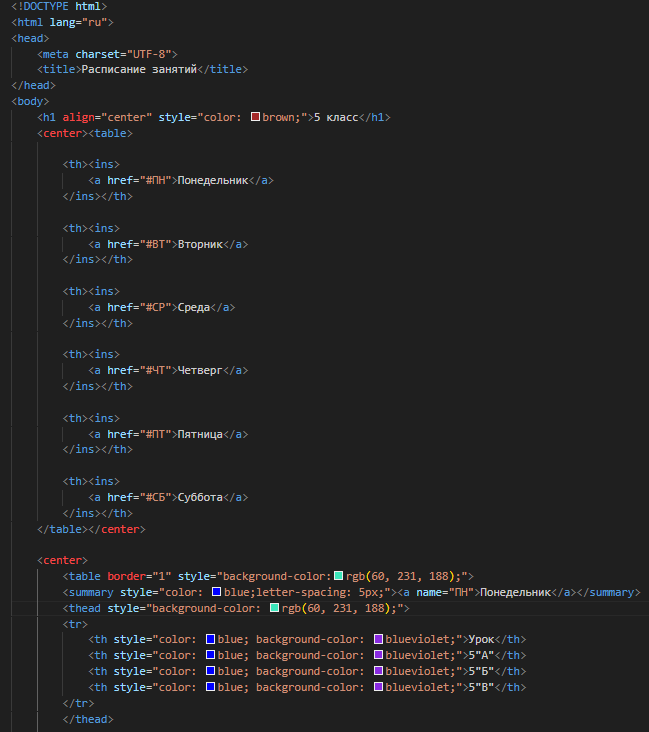 <!DOCTYPE html>
<html lang="ru">
<head>
    <meta charset="UTF-8">
    <title>Расписание занятий</title>
</head>
<body>
    <h1 align="center" style="color: brown;">5 класс</h1>
    <center><table>

        <th><ins>
            <a href="#ПН">Понедельник</a>
        </ins></th>

        <th><ins>
            <a href="#ВТ">Вторник</a>
        </ins></th>

        <th><ins>
            <a href="#СР">Среда</a>
        </ins></th>

        <th><ins>
            <a href="#ЧТ">Четверг</a>
        </ins></th>

        <th><ins>
            <a href="#ПТ">Пятница</a>
        </ins></th>

        <th><ins>
            <a href="#СБ">Суббота</a>
        </ins></th>
    </table></center>

    <center>
        <table border="1" style="background-color:rgb(60, 231, 188);">
        <summary style="color: blue;letter-spacing: 5px;"><a name="ПН">Понедельник</a></summary>
        <thead style="background-color: rgb(60, 231, 188);">
        <tr>
            <th style="color: blue; background-color: blueviolet;">Урок</th>
            <th style="color: blue; background-color: blueviolet;">5"А"</th>
            <th style="color: blue; background-color: blueviolet;">5"Б"</th>
            <th style="color: blue; background-color: blueviolet;">5"В"</th>
        </tr>
        </thead>